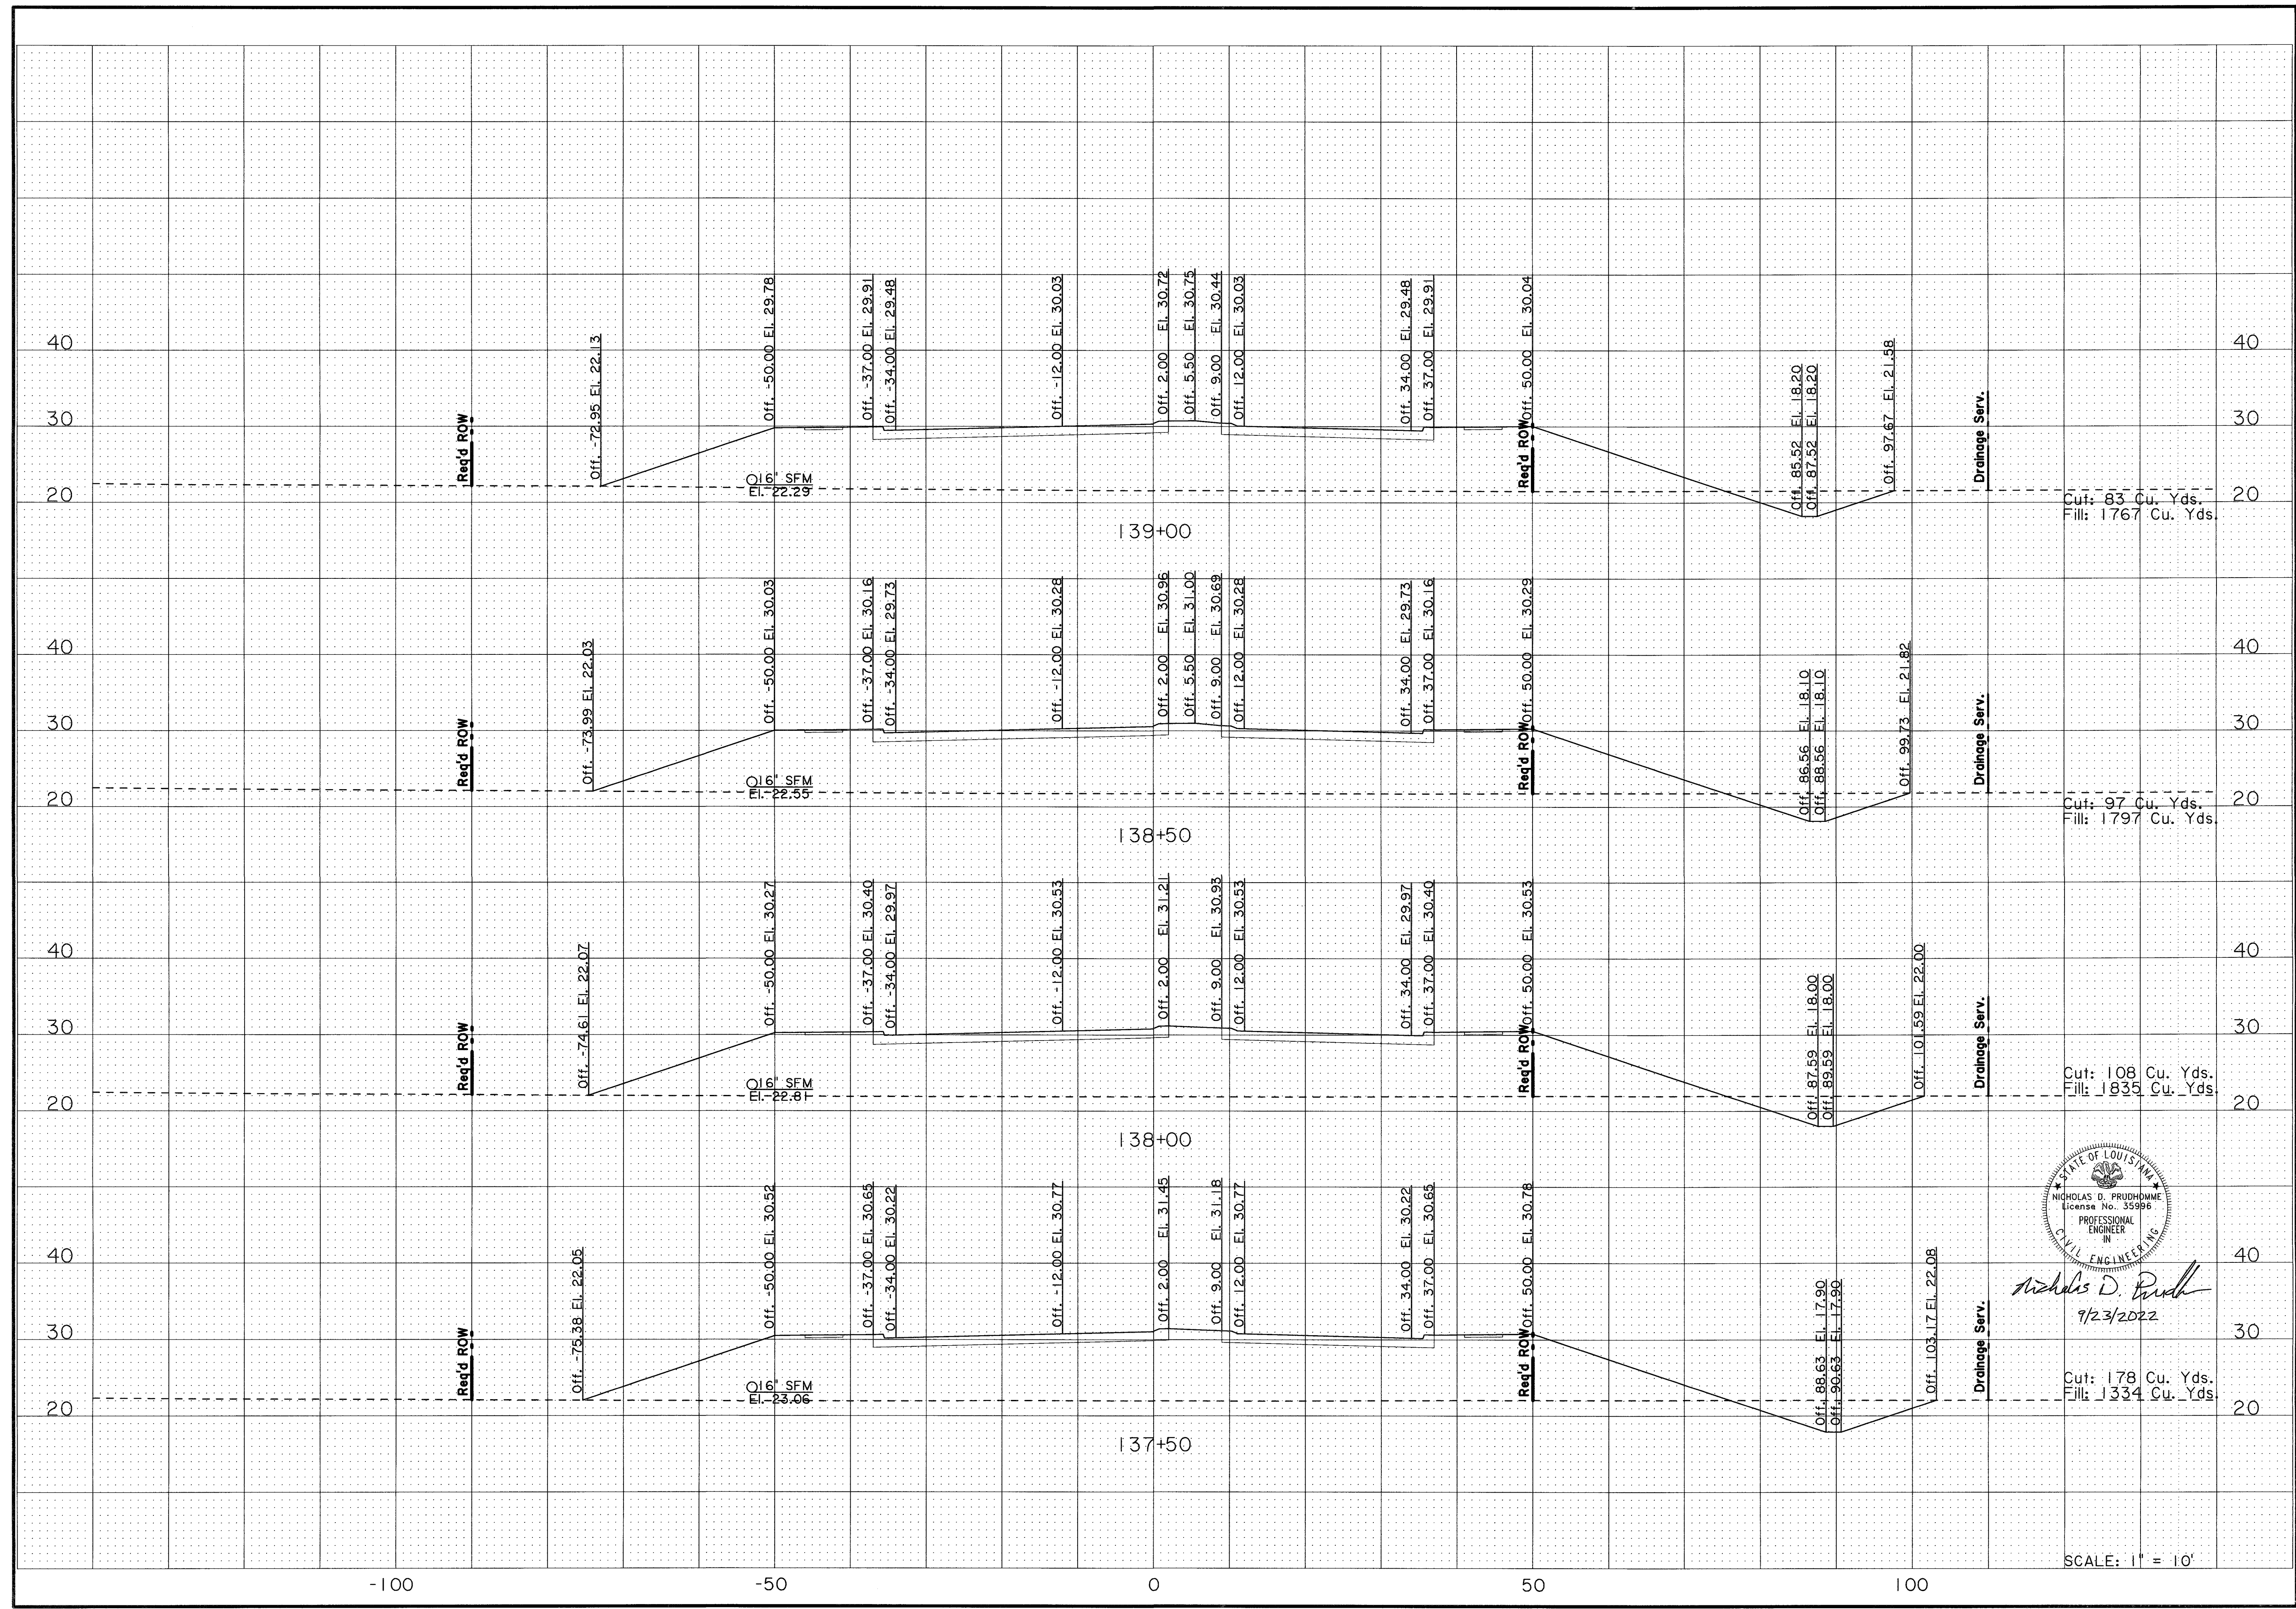 Off. -72.95 El. 22.13
Off. -50.00 El. 29.78
Off. -37.00 El. 29.91
Off. -34.00 El. 29.48
Off. -12.00 El. 30.03
Off. 2.00 El. 30.72
Off. 5.50 El. 30.75
Off. 9.00 El. 30.44
Off. 12.00 El. 30.03
Off. 34.00 El. 29.48
Off. 37.00 El. 29.91
Off. 50.00 El. 30.04
Off. 85.52 El. 18.20
Off. 87.52 El. 18.20
Off. 97.67 El. 21.58
40
40
30
30
20
20
Req'd ROW
Req'd ROW
Drainage Serv.
16" SFM
El. 22.29
Cut: 83 Cu. Yds.
Fill: 1767 Cu. Yds.
139+00
Off. -73.99 El. 22.03
Off. -50.00 El. 30.03
Off. -37.00 El. 30.16
Off. -34.00 El. 29.73
Off. -12.00 El. 30.28
Off. 2.00 El. 30.96
Off. 5.50 El. 31.00
Off. 9.00 El. 30.69
Off. 12.00 El. 30.28
Off. 34.00 El. 29.73
Off. 37.00 El. 30.16
Off. 50.00 El. 30.29
Off. 86.56 El. 18.10
Off. 88.56 El. 18.10
Off. 99.73 El. 21.82
40
40
30
30
20
20
Req'd ROW
Req'd ROW
Drainage Serv.
16" SFM
El. 22.55
Cut: 97 Cu. Yds.
Fill: 1797 Cu. Yds.
138+50
Off. -74.61 El. 22.07
Off. -50.00 El. 30.27
Off. -37.00 El. 30.40
Off. -34.00 El. 29.97
Off. -12.00 El. 30.53
Off. 2.00 El. 31.21
Off. 9.00 El. 30.93
Off. 12.00 El. 30.53
Off. 34.00 El. 29.97
Off. 37.00 El. 30.40
Off. 50.00 El. 30.53
Off. 87.59 El. 18.00
Off. 89.59 El. 18.00
Off. 101.59 El. 22.00
40
40
30
30
20
20
Req'd ROW
Req'd ROW
Drainage Serv.
16" SFM
El. 22.81
Cut: 108 Cu. Yds.
Fill: 1835 Cu. Yds.
138+00
Off. -75.38 El. 22.05
Off. -50.00 El. 30.52
Off. -37.00 El. 30.65
Off. -34.00 El. 30.22
Off. -12.00 El. 30.77
Off. 2.00 El. 31.45
Off. 9.00 El. 31.18
Off. 12.00 El. 30.77
Off. 34.00 El. 30.22
Off. 37.00 El. 30.65
Off. 50.00 El. 30.78
Off. 88.63 El. 17.90
Off. 90.63 El. 17.90
Off. 103.17 El. 22.08
40
40
30
30
20
20
Req'd ROW
Req'd ROW
Drainage Serv.
16" SFM
El. 23.06
Cut: 178 Cu. Yds.
Fill: 1334 Cu. Yds.
137+50
STATE OF LOUISIANA
NICHOLAS D. PRUDHOMME
License No. 35996
PROFESSIONAL
ENGINEER
IN
CIVIL ENGINEERING
Nicholas D. Prudh
9/23/2022
SCALE: 1" = 10'
-100
-50
0
50
100